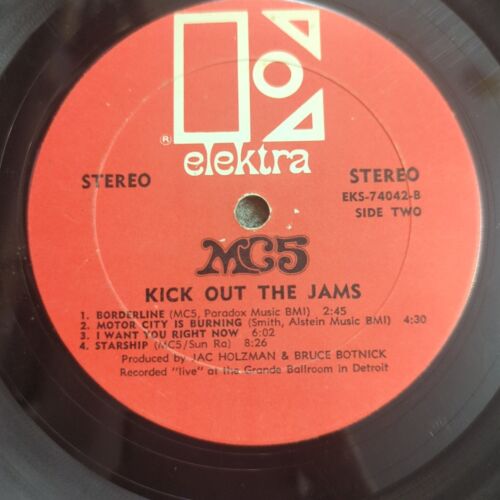 ®
elektra
STEREO
STEREO
EKS-74042-B
SIDE TWO
MC5
KICK OUT THE JAMS
1. BORDERLINE (MC5, Paradox Music BMI) 2:45
2. MOTOR CITY IS BURNING (Smith, Alstein Music BMI) 4:30
3. I WANT YOU RIGHT NOW 6:02
4. STARSHIP (MC5/Sun Ra) 8:26
Produced by JAC HOLZMAN & BRUCE BOTNICK
Recorded "live" at the Grande Ballroom in Detroit